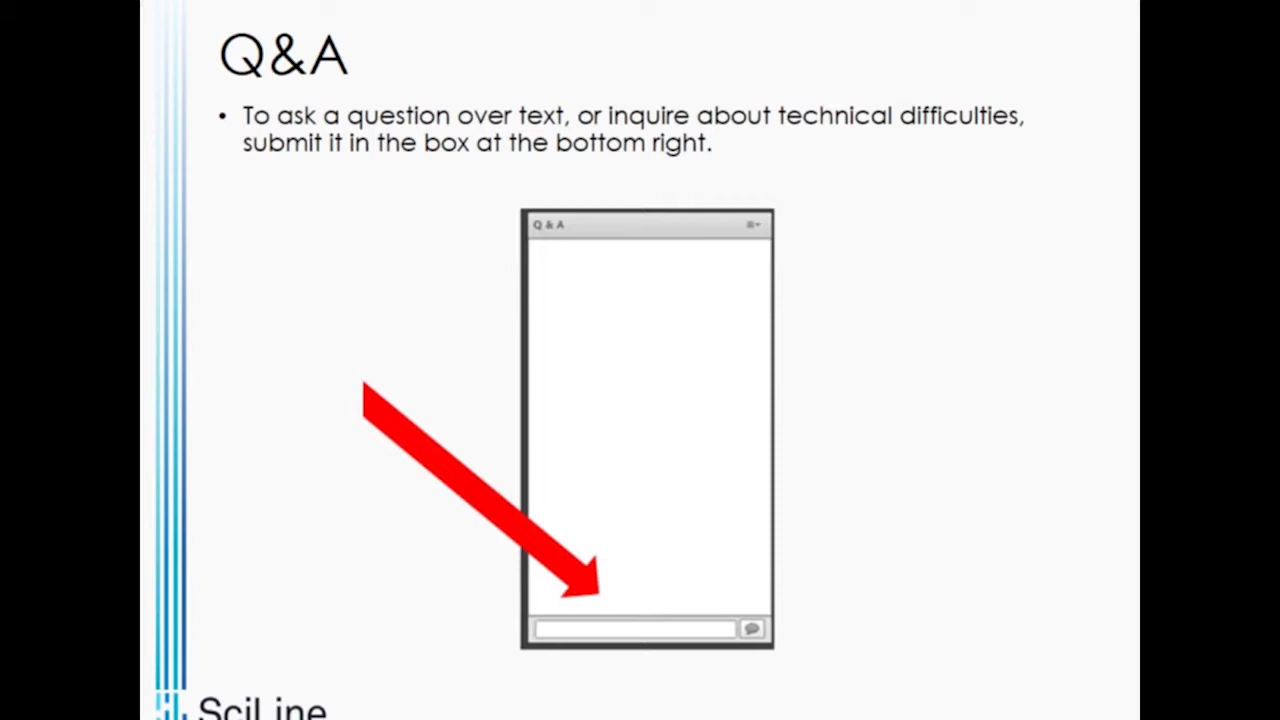 Q&A
• To ask a question over text, or inquire about technical difficulties,
submit it in the box at the bottom right.
Q & A
SciLine